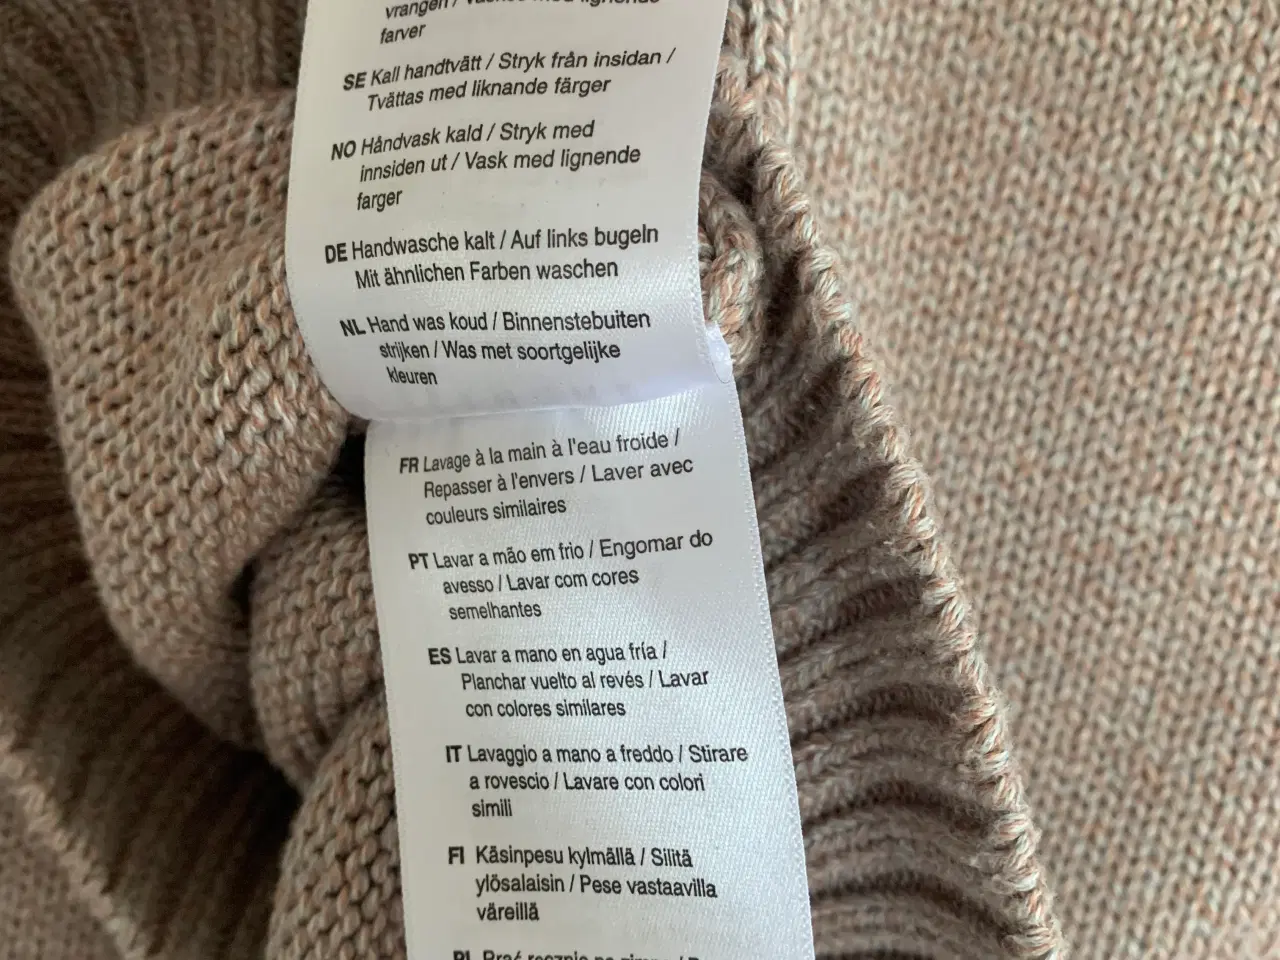 vrangen /
farver
SE Kall handtvätt / Stryk från insidan /
Tvättas med liknande färger
NO Håndvask kald / Stryk med
innsiden ut / Vask med lignende
farger
DE Handwasche kalt / Auf links bugeln
Mit ähnlichen Farben waschen
NL Hand was koud / Binnenstebuiten
strijken / Was met soortgelijke
kleuren
FR Lavage à la main à l'eau froide /
Repasser à l'envers / Laver avec
couleurs similaires
PT Lavar a mão em frio / Engomar do
avesso / Lavar com cores
semelhantes
ES Lavar a mano en agua fría /
Planchar vuelto al revés / Lavar
con colores similares
IT Lavaggio a mano a freddo / Stirare
a rovescio / Lavare con colori
simili
FI Käsinpesu kylmällä / Silitä
ylösalaisin / Pese vastaavilla
väreillä